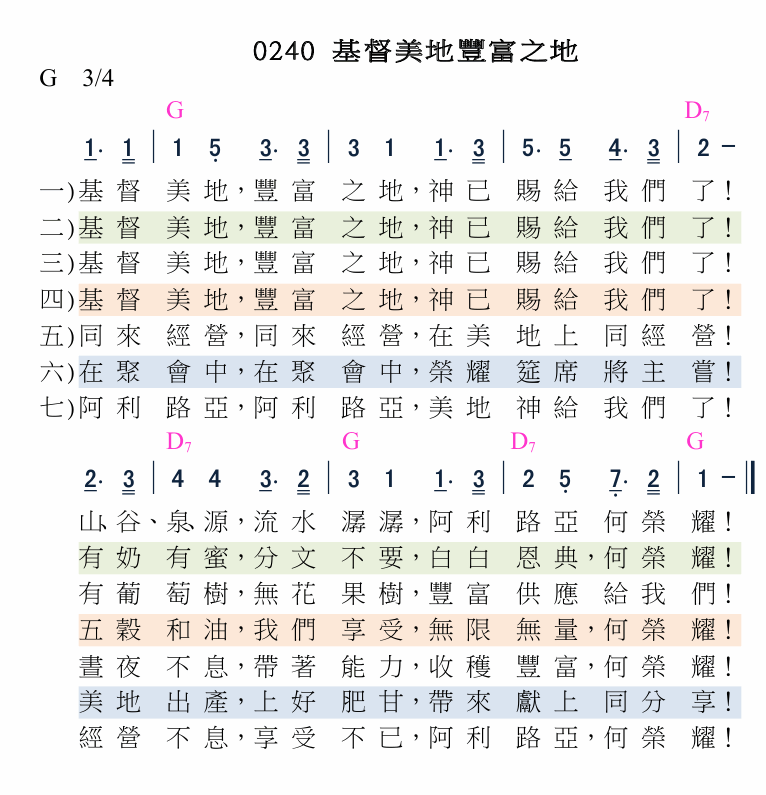 0240 基督美地豐富之地
G 3/4
G D7
1· 1 | 1 5 3· 3 | 3 1 1· 3 | 5· 5 4· 3 | 2 －
一)基督 美地，豐富 之地，神已 賜給 我們 了！
二)基督 美地，豐富 之地，神已 賜給 我們 了！
三)基督 美地，豐富 之地，神已 賜給 我們 了！
四)基督 美地，豐富 之地，神已 賜給 我們 了！
五)同來 經營，同來 經營，在美 地上 同經 營！
六)在聚 會中，在聚 會中，榮耀 筵席 將主 嘗！
七)阿利 路亞，阿利 路亞，美地 神給 我們 了！
D7 G D7 G
2· 3 | 4 4 3· 2 | 3 1 1· 3 | 2 5 7· 2 | 1 － ‖
山、谷、泉、源，流水 潺潺，阿利 路亞 何榮 耀！
有奶 有蜜，分文 不要，白白 恩典，何榮 耀！
有葡 萄樹，無花 果樹，豐富 供應 給我 們！
五穀 和油，我們 享受，無限 無量，何榮 耀！
晝夜 不息，帶著 能力，收穫 豐富，何榮 耀！
美地 出產，上好 肥甘，帶來 獻上 同分 享！
經營 不息，享受 不已，阿利 路亞，何榮 耀！